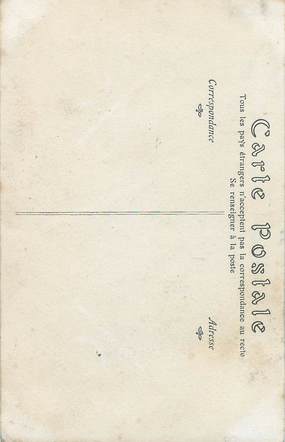 Carte Postale
Tous les pays étrangers n'acceptent pas la correspondance au recto
Se renseigner à la poste
Correspondance
Adresse